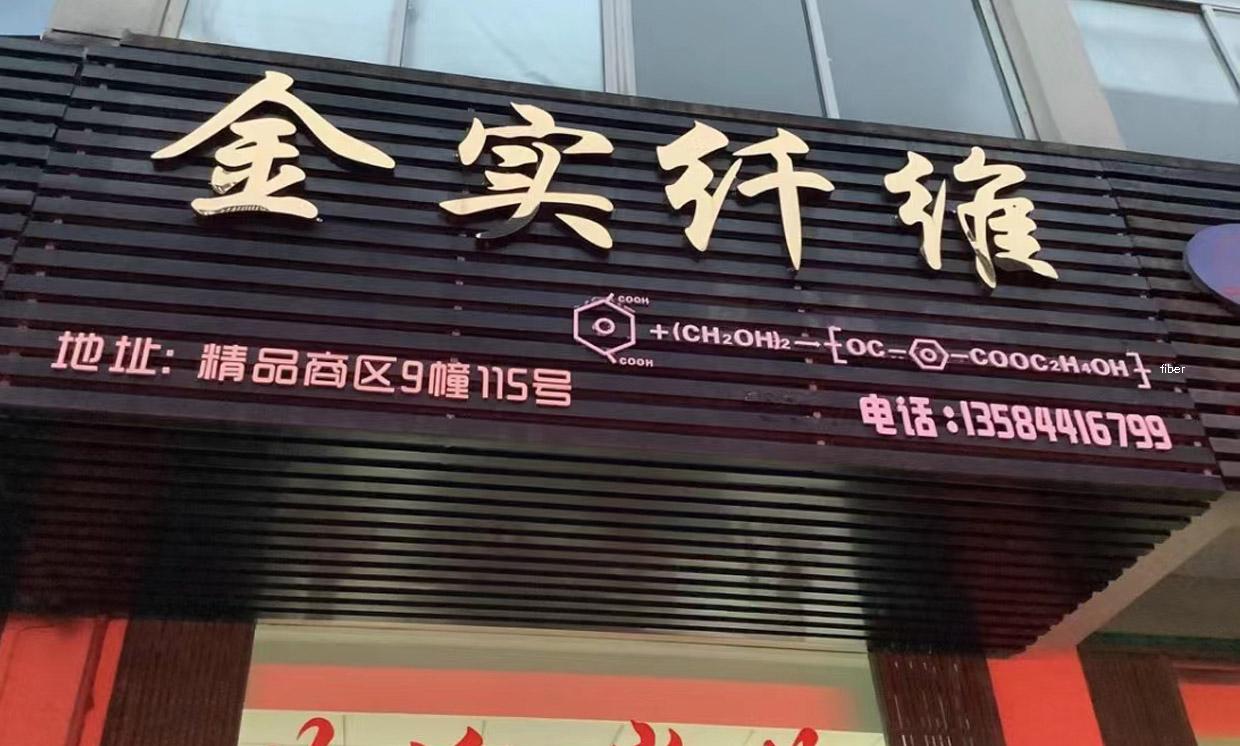 金实纤维
COOH
+(CH₂OH)₂→[OC-
-COOC₂H₄OH]
fiber
COOH
地址:精品商区9幢115号
电话:13584416799